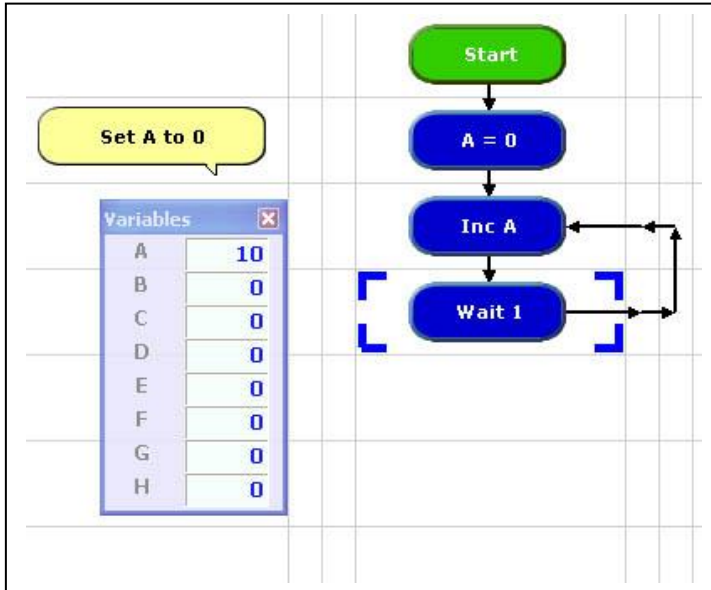 Start
Set A to 0
A = 0
Variables
Inc A
A 10
B 0
Wait 1
C 0
D 0
E 0
F 0
G 0
H 0